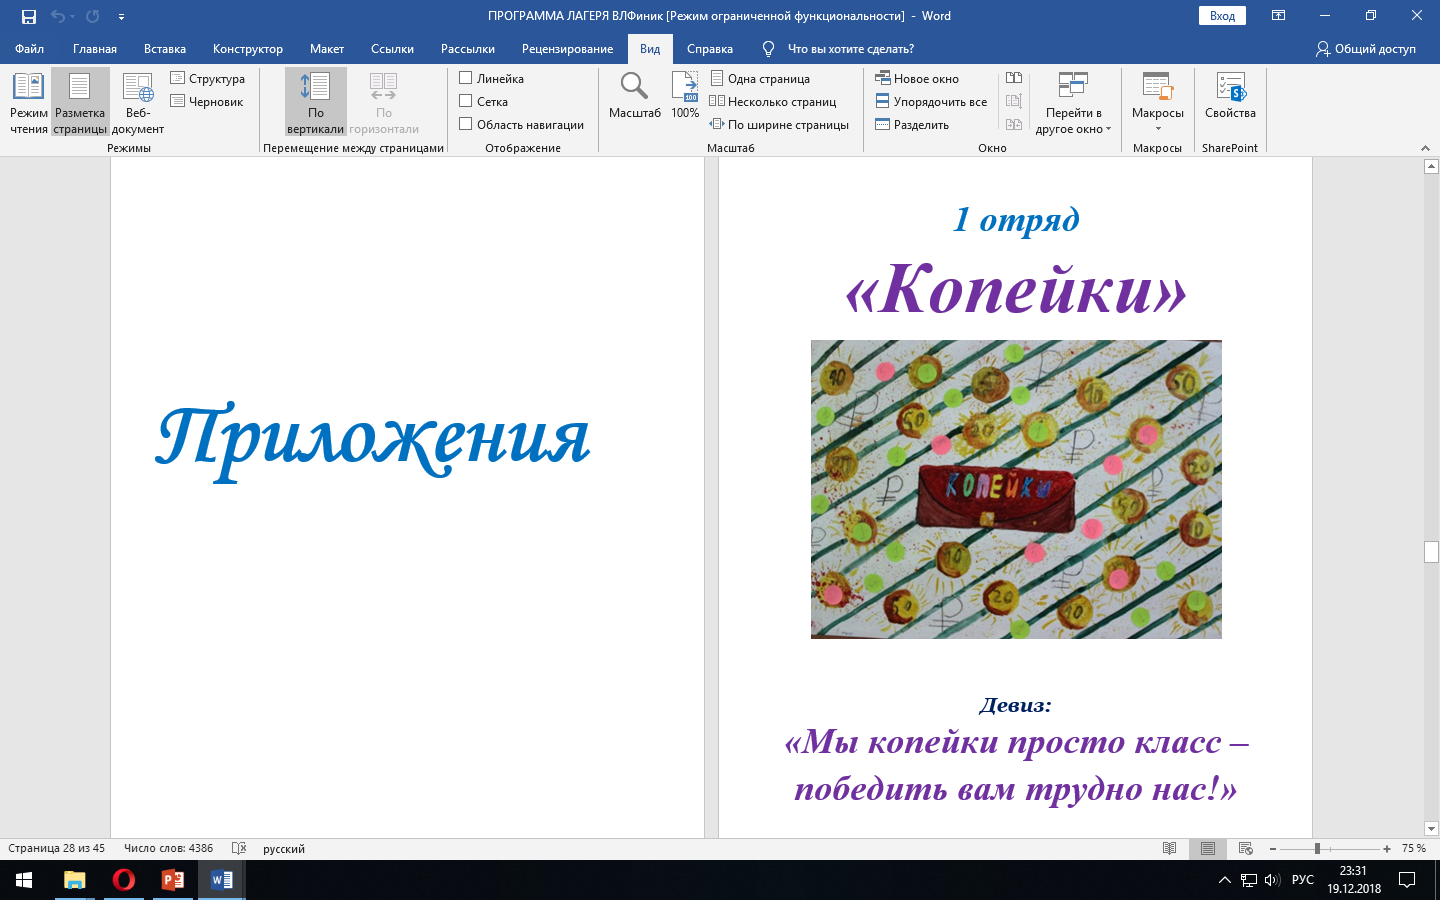 ПРОГРАММА ЛАГЕРЯ ВЛФиник [Режим ограниченной функциональности] - Word
Вход
Файл Главная Вставка Конструктор Макет Ссылки Рассылки Рецензирование Вид Справка Что вы хотите сделать? Общий доступ
Режим чтения
Разметка страницы
Веб-документ
Структура
Черновик
Режимы
По вертикали
По горизонтали
Перемещение между страницами
Линейка
Сетка
Область навигации
Отображение
Масштаб
100
100%
Одна страница
Несколько страниц
По ширине страницы
Масштаб
Новое окно
Упорядочить все
Разделить
Перейти в другое окно
Окно
Макросы
Макросы
Свойства
SharePoint
Приложения
1 отряд
«Копейки»
КОПЕЙКИ
Девиз:
«Мы копейки просто класс –
победить вам трудно нас!»
Страница 28 из 45 Число слов: 4386 русский 75 %
РУС
23:31
19.12.2018